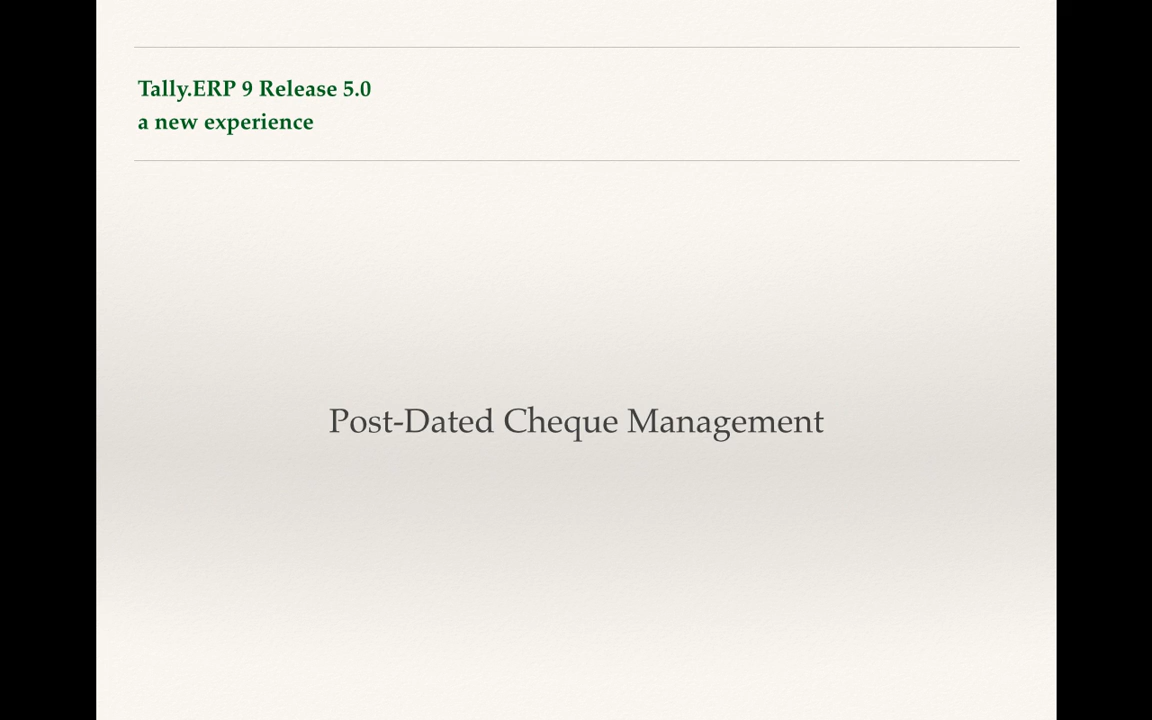 Tally.ERP 9 Release 5.0
a new experience
Post-Dated Cheque Management